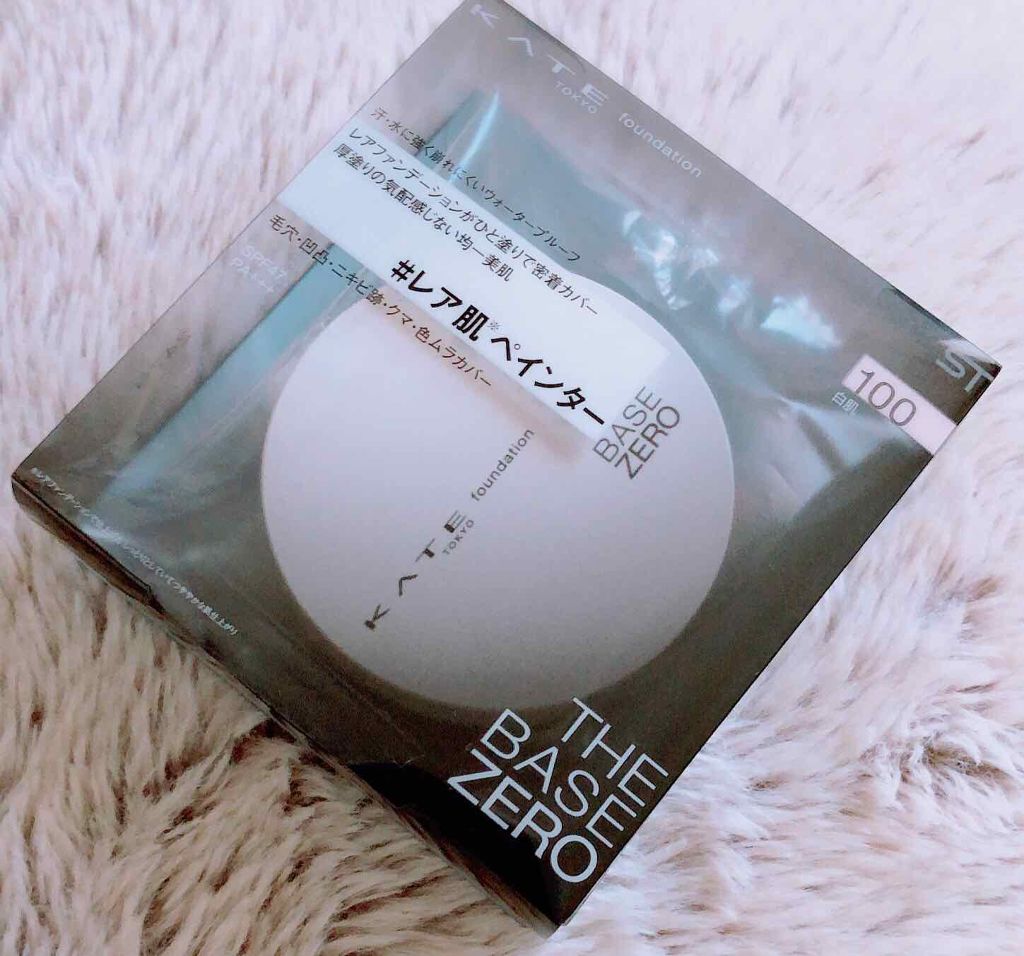 KATE
TOKYO
foundation
汗・水に強く崩れにくいウォータープルーフ
レアファンデーションがひと塗りで密着カバー
厚塗りの気配感じない均一美肌
#レア肌※ペインター
毛穴・凹凸・ニキビ跡・クマ・色ムラカバー
SPF47
ST
100
白肌
BASE
ZERO
KATE
TOKYO
foundation
THE
BASE
ZERO